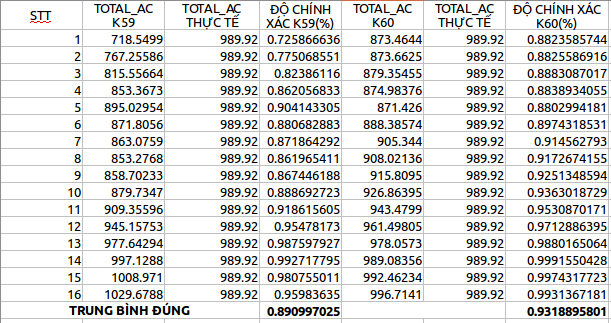 STT TOTAL_AC K59 TOTAL_AC THỰC TẾ ĐỘ CHÍNH XÁC K59(%) TOTAL_AC K60 TOTAL_AC THỰC TẾ ĐỘ CHÍNH XÁC K60(%)
1 718.5499 989.92 0.725866636 873.4644 989.92 0.8823585744
2 767.25586 989.92 0.775068551 873.6625 989.92 0.8825586916
3 815.55664 989.92 0.82386116 879.35455 989.92 0.8883087017
4 853.3673 989.92 0.862056833 874.98376 989.92 0.8838934055
5 895.02954 989.92 0.904143305 871.426 989.92 0.8802994181
6 871.8056 989.92 0.880682883 888.38574 989.92 0.8974318531
7 863.0759 989.92 0.871864292 905.344 989.92 0.914562793
8 853.2768 989.92 0.861965411 908.02136 989.92 0.9172674155
9 858.70233 989.92 0.867446188 915.8095 989.92 0.9251348594
10 879.7347 989.92 0.888692723 926.86395 989.92 0.9363018729
11 909.35596 989.92 0.918615605 943.4799 989.92 0.9530870171
12 945.15753 989.92 0.95478173 961.49805 989.92 0.9712886395
13 977.64294 989.92 0.987597927 978.0573 989.92 0.9880165064
14 997.1288 989.92 0.992717795 989.08356 989.92 0.9991550428
15 1008.971 989.92 0.980755011 992.46234 989.92 0.9974317723
16 1029.6788 989.92 0.95983635 996.7141 989.92 0.9931367181
TRUNG BÌNH ĐÚNG 0.890997025 0.9318895801